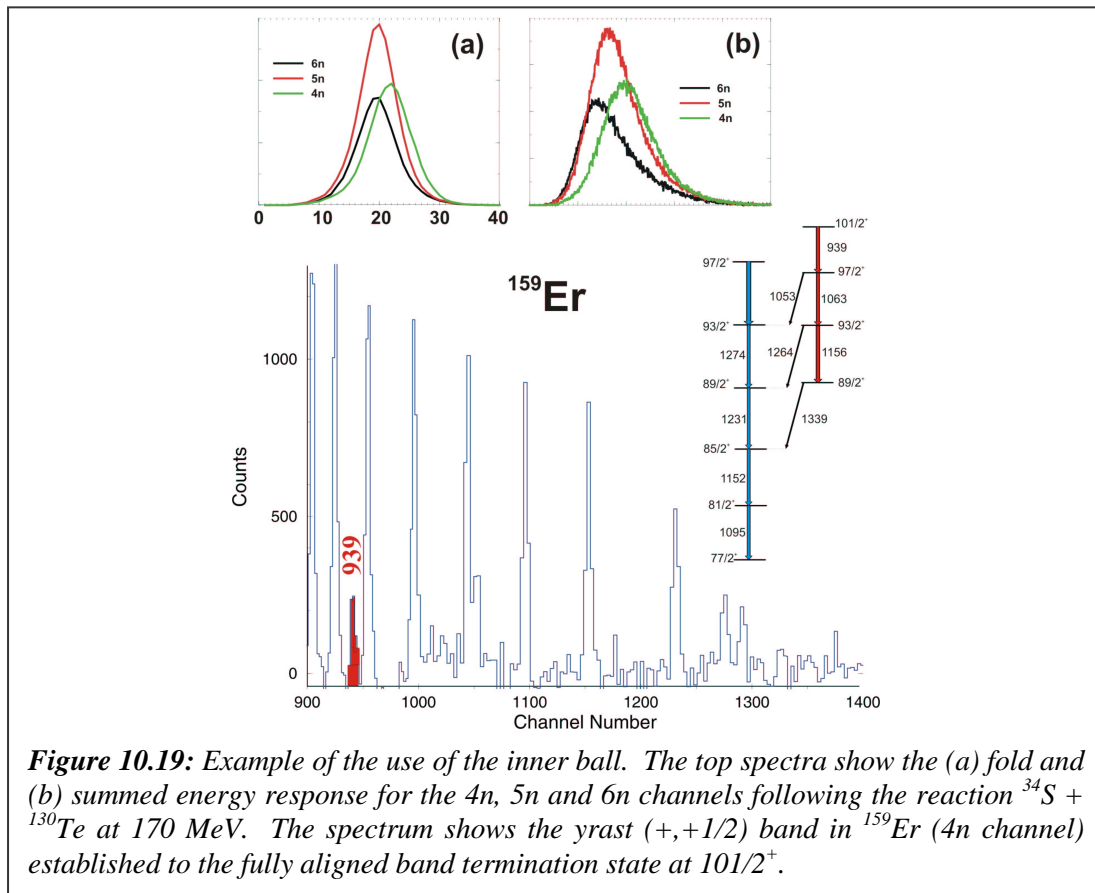 (a)
6n
5n
4n
0 10 20 30 40
(b)
6n
5n
4n
¹⁵⁹Er
101/2⁺
939
97/2⁺
97/2⁺
1053
1063
93/2⁺
93/2⁺
1274
1264
1156
89/2⁺
89/2⁺
1231
1339
85/2⁺
1152
81/2⁺
1095
77/2⁺
939
Counts
1000
500
0
900 1000 1100 1200 1300 1400
Channel Number
Figure 10.19: Example of the use of the inner ball. The top spectra show the (a) fold and
(b) summed energy response for the 4n, 5n and 6n channels following the reaction ³⁴S +
¹³⁰Te at 170 MeV. The spectrum shows the yrast (+,+1/2) band in ¹⁵⁹Er (4n channel)
established to the fully aligned band termination state at 101/2⁺.